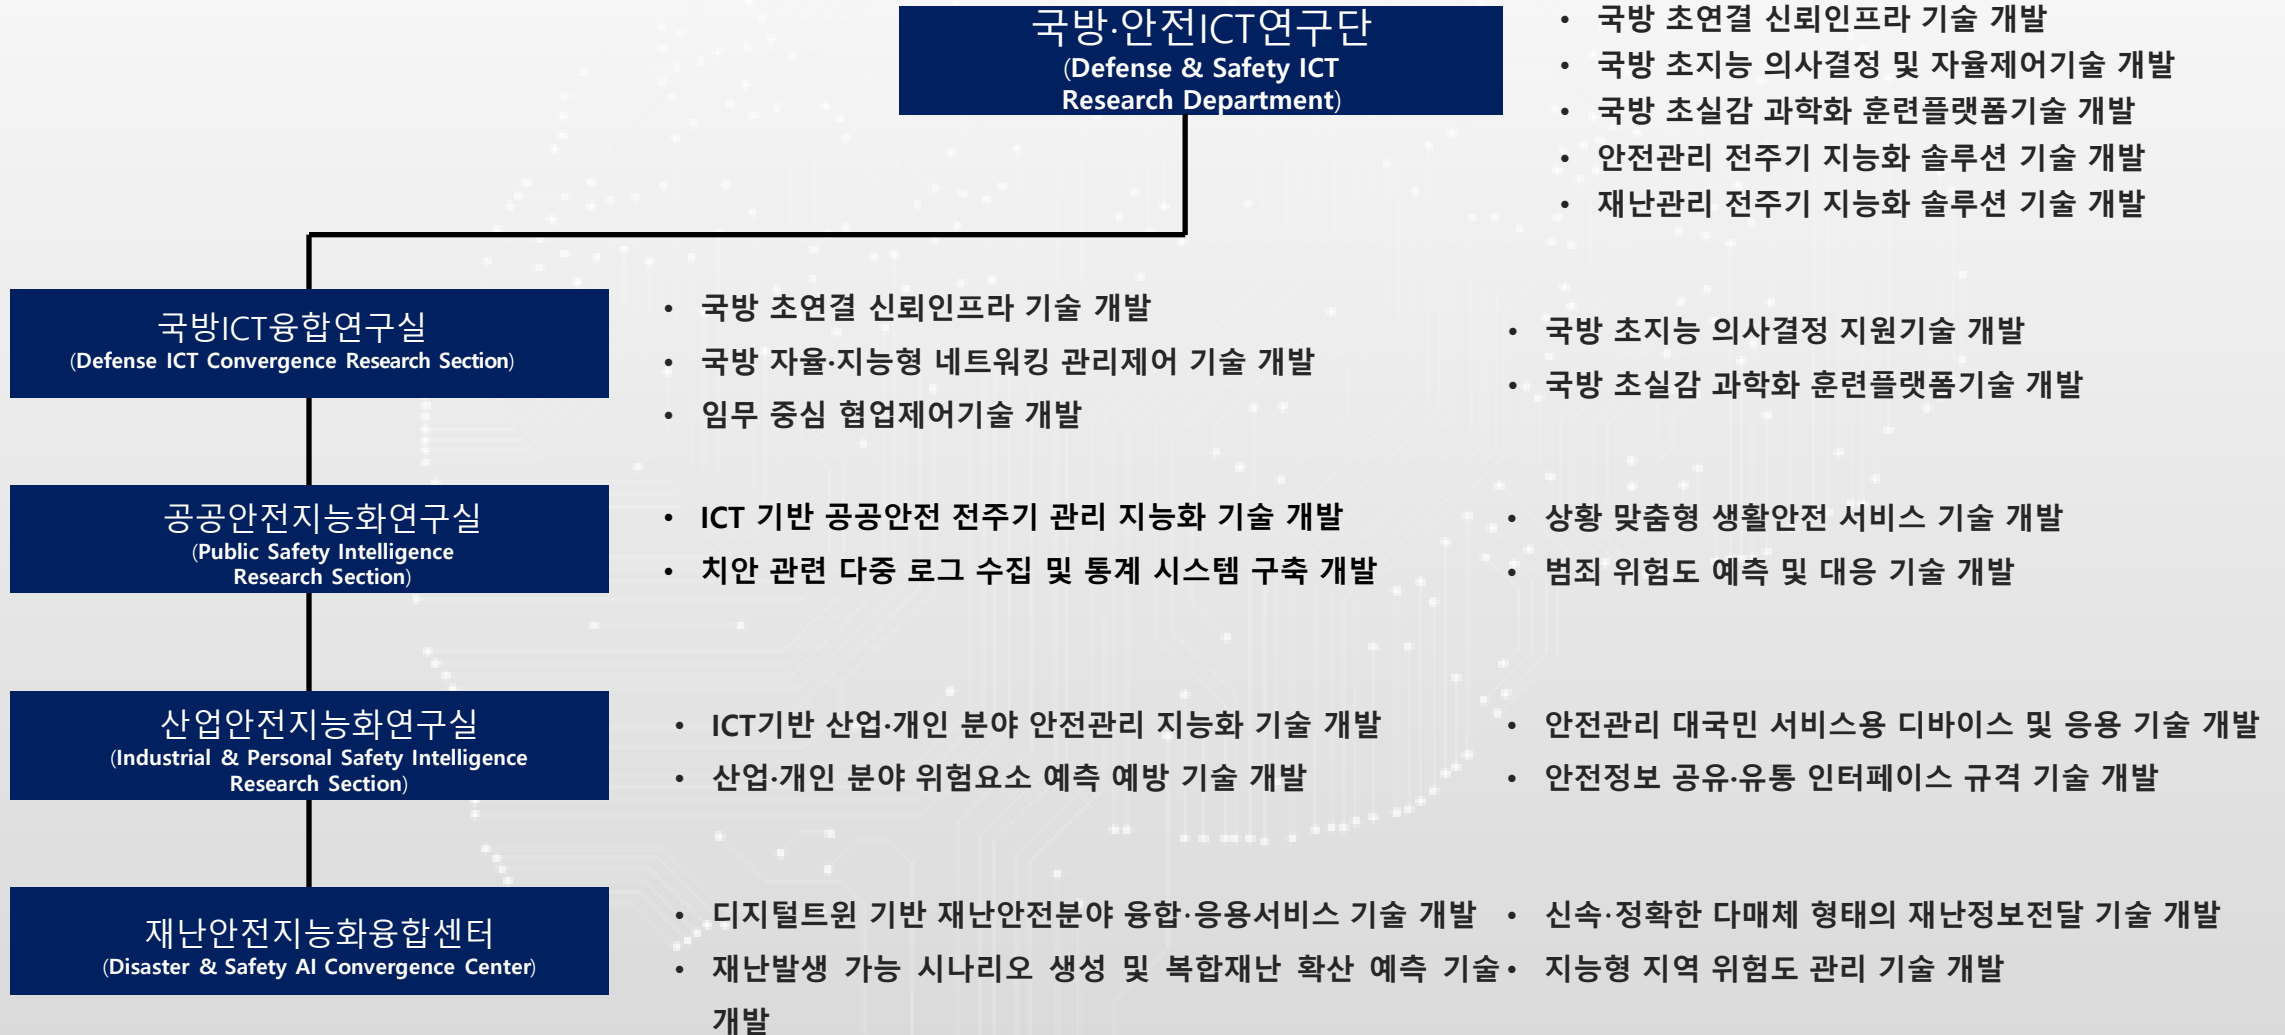 국방·안전ICT연구단
(Defense & Safety ICT
Research Department)
• 국방 초연결 신뢰인프라 기술 개발
• 국방 초지능 의사결정 및 자율제어기술 개발
• 국방 초실감 과학화 훈련플랫폼기술 개발
• 안전관리 전주기 지능화 솔루션 기술 개발
• 재난관리 전주기 지능화 솔루션 기술 개발
국방ICT융합연구실
(Defense ICT Convergence Research Section)
• 국방 초연결 신뢰인프라 기술 개발
• 국방 자율·지능형 네트워킹 관리제어 기술 개발
• 임무 중심 협업제어기술 개발
• 국방 초지능 의사결정 지원기술 개발
• 국방 초실감 과학화 훈련플랫폼기술 개발
공공안전지능화연구실
(Public Safety Intelligence
Research Section)
• ICT 기반 공공안전 전주기 관리 지능화 기술 개발
• 치안 관련 다중 로그 수집 및 통계 시스템 구축 개발
• 상황 맞춤형 생활안전 서비스 기술 개발
• 범죄 위험도 예측 및 대응 기술 개발
산업안전지능화연구실
(Industrial & Personal Safety Intelligence
Research Section)
• ICT기반 산업·개인 분야 안전관리 지능화 기술 개발
• 산업·개인 분야 위험요소 예측 예방 기술 개발
• 안전관리 대국민 서비스용 디바이스 및 응용 기술 개발
• 안전정보 공유·유통 인터페이스 규격 기술 개발
재난안전지능화융합센터
(Disaster & Safety AI Convergence Center)
• 디지털트윈 기반 재난안전분야 융합·응용서비스 기술 개발
• 재난발생 가능 시나리오 생성 및 복합재난 확산 예측 기술
개발
• 신속·정확한 다매체 형태의 재난정보전달 기술 개발
• 지능형 지역 위험도 관리 기술 개발